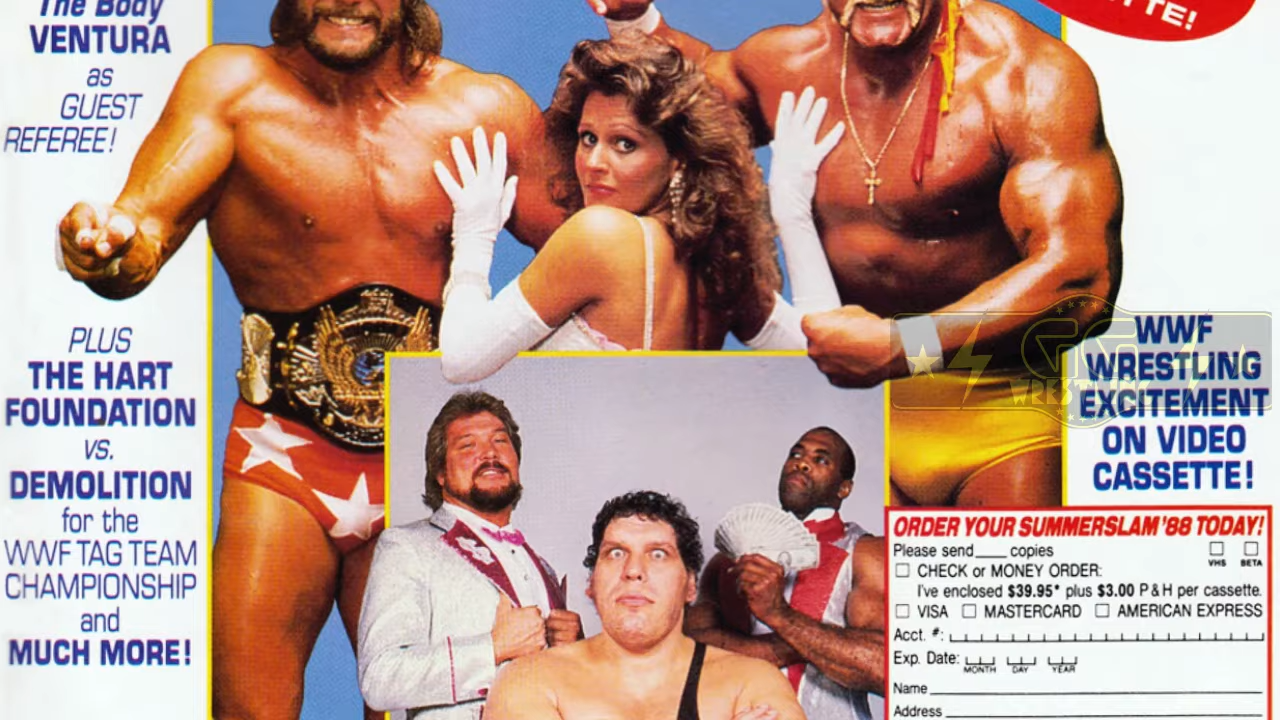 The Body
VENTURA
as
GUEST
REFEREE!
PLUS
THE HART
FOUNDATION
vs.
DEMOLITION
for the
WWF TAG TEAM
CHAMPIONSHIP
and
MUCH MORE!
WWF
WRESTLING
EXCITEMENT
ON VIDEO
CASSETTE!
GG
WRESTLING
ORDER YOUR SUMMERSLAM '88 TODAY!
Please send___ copies
VHS BETA
CHECK or MONEY ORDER:
I've enclosed $39.95* plus $3.00 P&H per cassette.
VISA MASTERCARD AMERICAN EXPRESS
Acct. #:
Exp. Date:
MONTH DAY YEAR
Name
Address